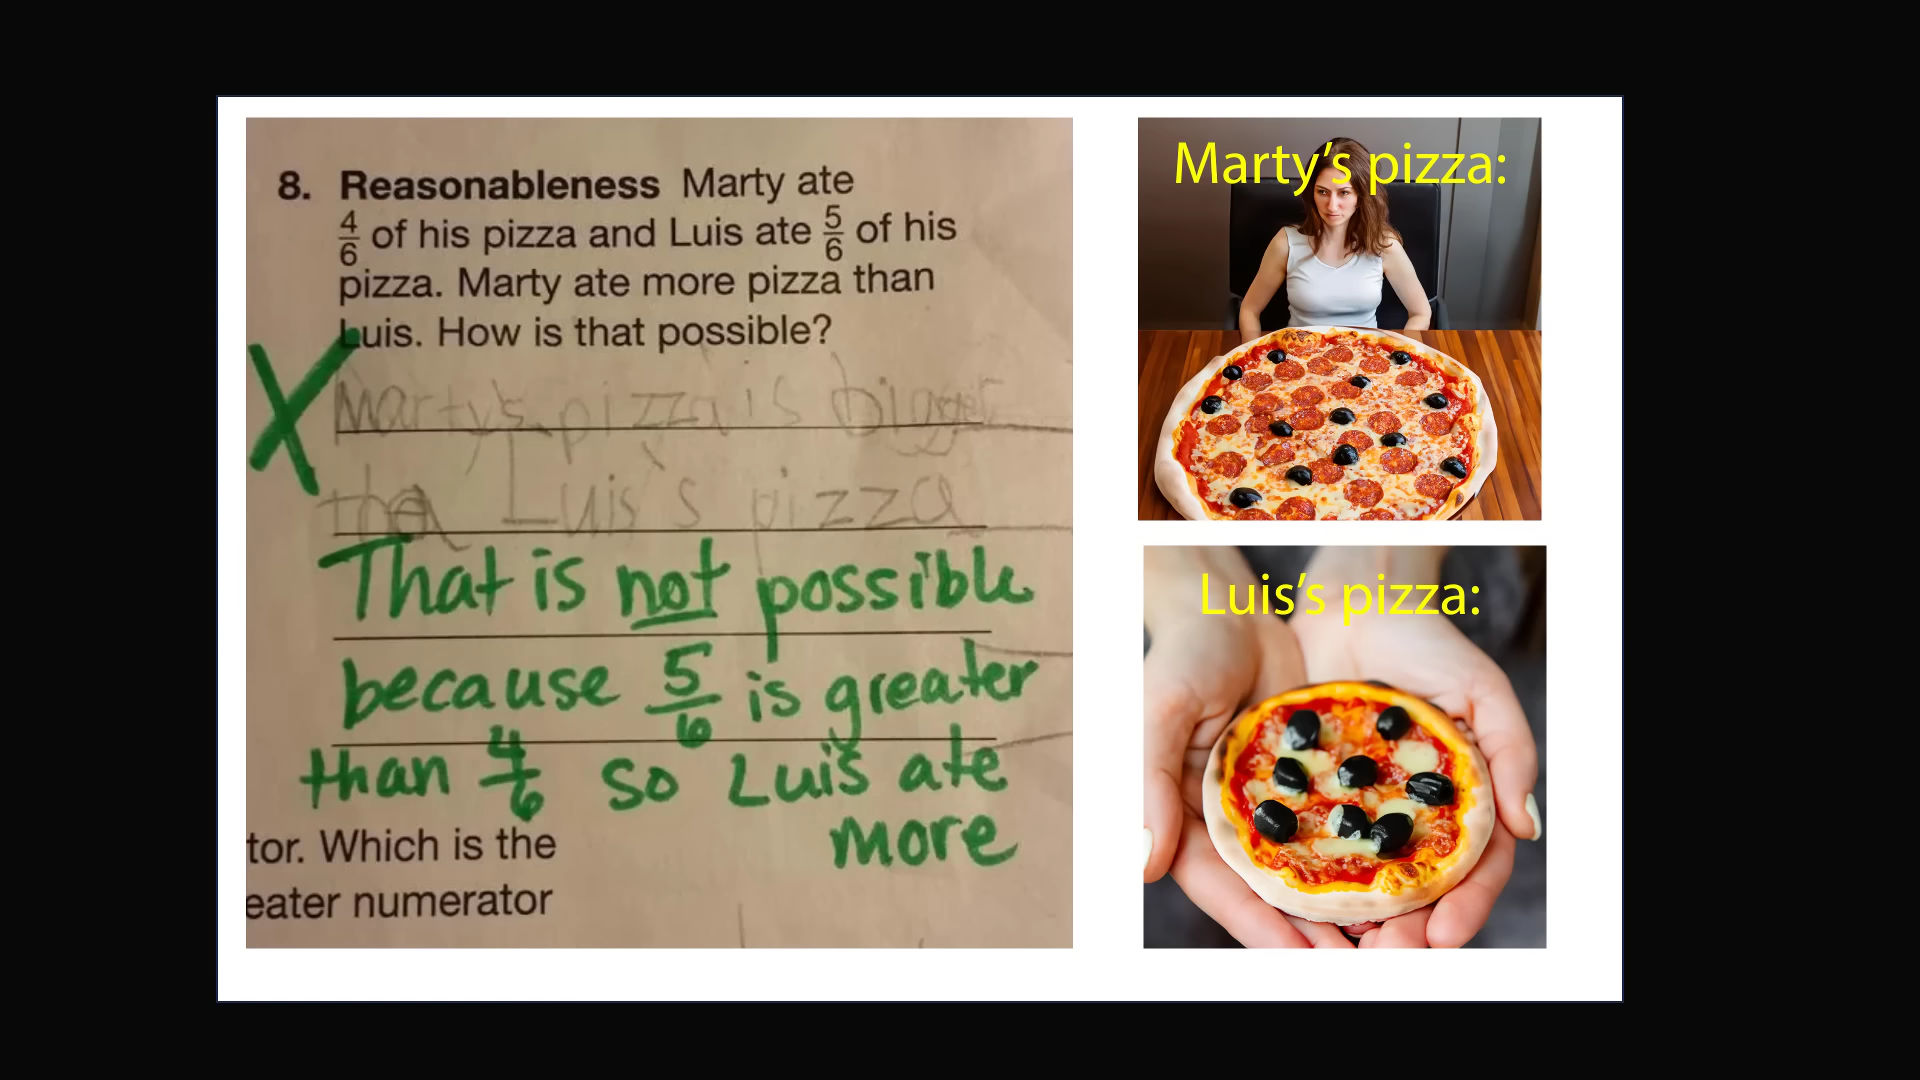 8. Reasonableness Marty ate
4/6 of his pizza and Luis ate 5/6 of his
pizza. Marty ate more pizza than
Luis. How is that possible?
X
Marty's pizza is bigger
tha Luis's pizza
That is not possible
because 5/6 is greater
than 4/6 so Luis ate
more
tor. Which is the
eater numerator
Marty's pizza:
Luis's pizza: